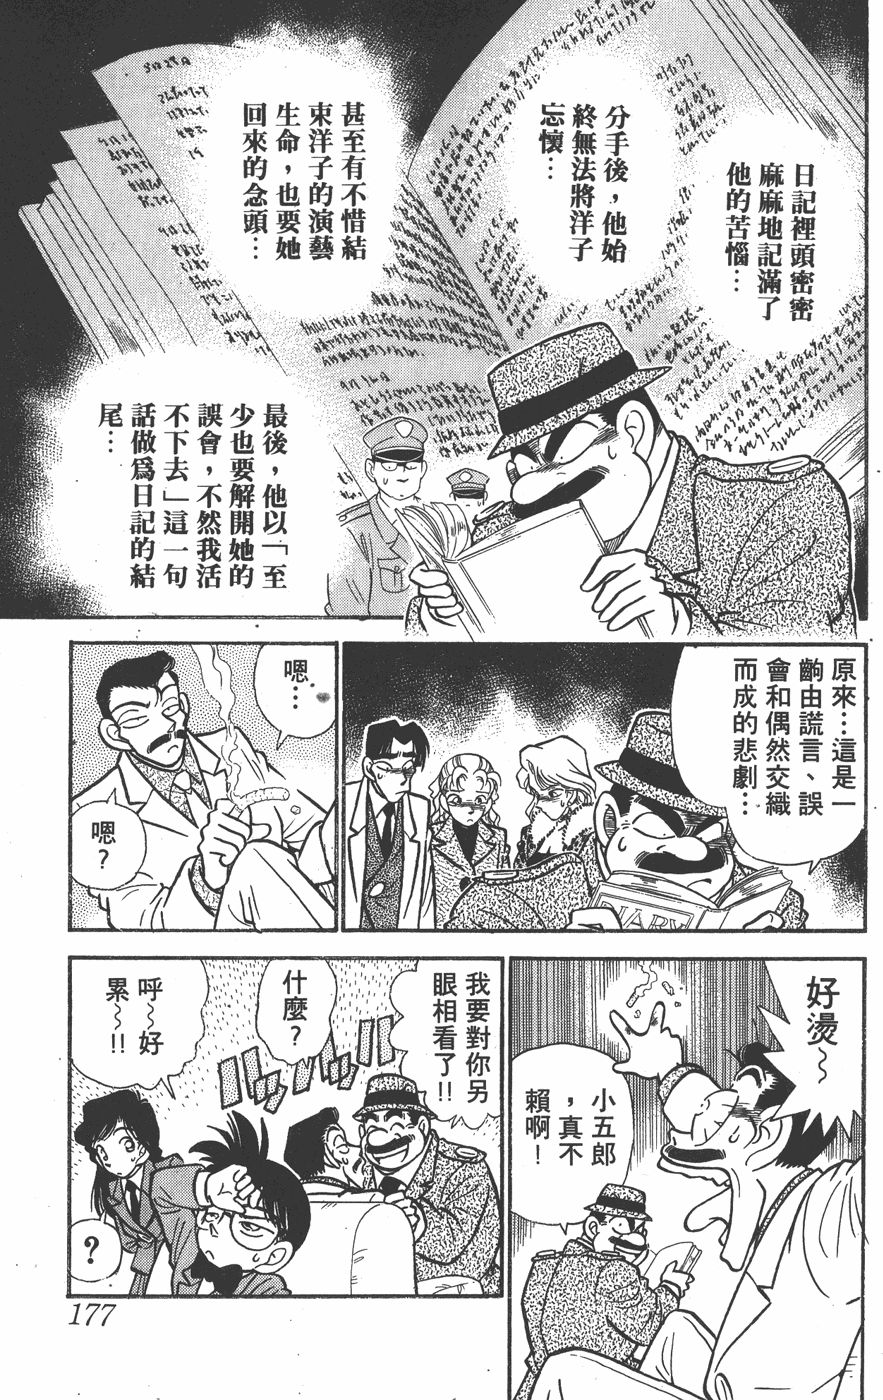 日記裡頭密密
麻麻地記滿了
他的苦惱…
分手後，他始
終無法將洋子
忘懷…
甚至有不惜結
束洋子的演藝
生命，也要她
回來的念頭…
最後，他以「至
少也要解開她的
誤會，不然我活
不下去」這一句
話做爲日記的結
尾…
原來…這是一
齣由謊言、誤
會和偶然交織
而成的悲劇…
DIARY
嗯…
嗯？
好燙～
小五郎
，真不
賴啊！
我要對你另
眼相看了!!
什麼？
呼～好
累～!!
？
177